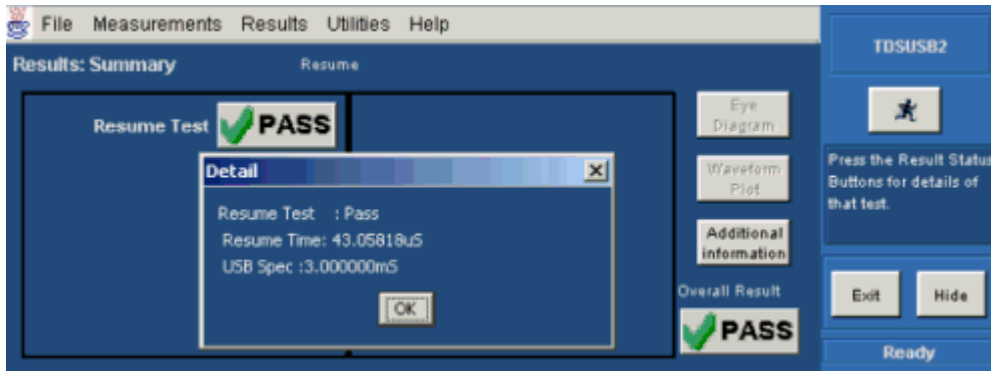 File Measurements Results Utilities Help
Results: Summary Resume
Resume Test PASS
Detail
Resume Test : Pass
Resume Time: 43.05818uS
USB Spec :3.000000mS
OK
Eye
Diagram
Waveform
Plot
Additional
information
Overall Result
PASS
TDSUSB2
Press the Result Status
Buttons for details of
that test.
Exit Hide
Ready